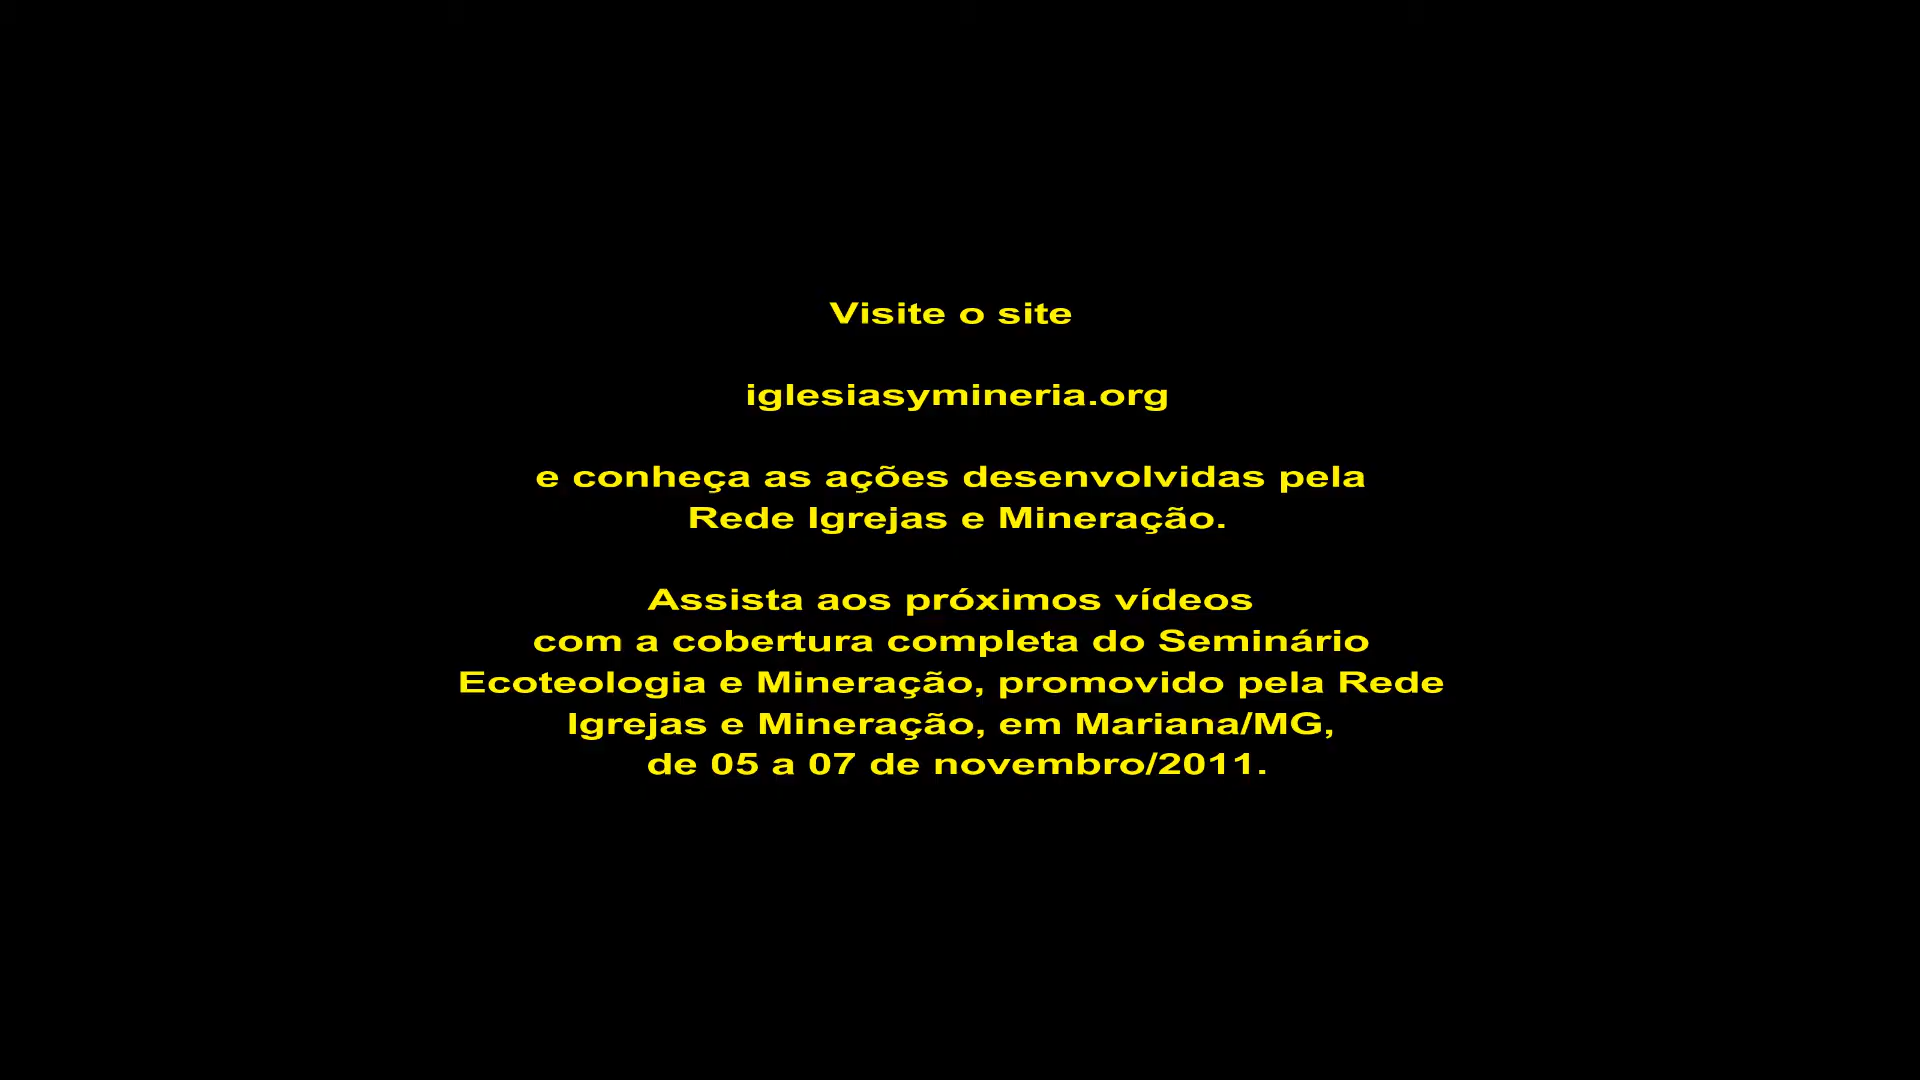 Visite o site
iglesiasymineria.org
e conheça as ações desenvolvidas pela
Rede Igrejas e Mineração.
Assista aos próximos vídeos
com a cobertura completa do Seminário
Ecoteologia e Mineração, promovido pela Rede
Igrejas e Mineração, em Mariana/MG,
de 05 a 07 de novembro/2011.